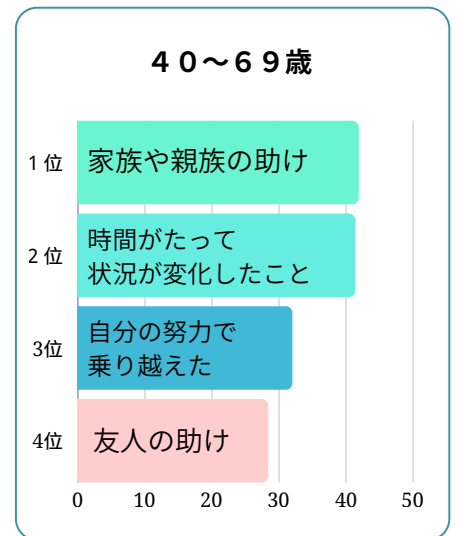 ４０～６９歳
1位
家族や親族の助け
2位
時間がたって
状況が変化したこと
3位
自分の努力で
乗り越えた
4位
友人の助け
0 10 20 30 40 50